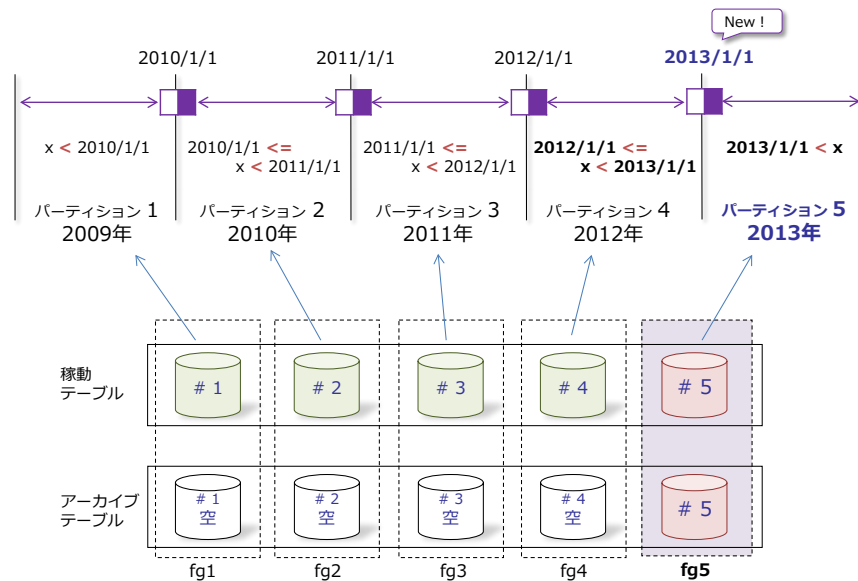 New !
2010/1/1
2011/1/1
2012/1/1
2013/1/1
x < 2010/1/1
2010/1/1 <=
x < 2011/1/1
2011/1/1 <=
x < 2012/1/1
2012/1/1 <=
x < 2013/1/1
2013/1/1 < x
パーティション 1
2009年
パーティション 2
2010年
パーティション 3
2011年
パーティション 4
2012年
パーティション 5
2013年
稼動
テーブル
# 1
# 2
# 3
# 4
# 5
アーカイブ
テーブル
# 1
空
# 2
空
# 3
空
# 4
空
# 5
fg1
fg2
fg3
fg4
fg5